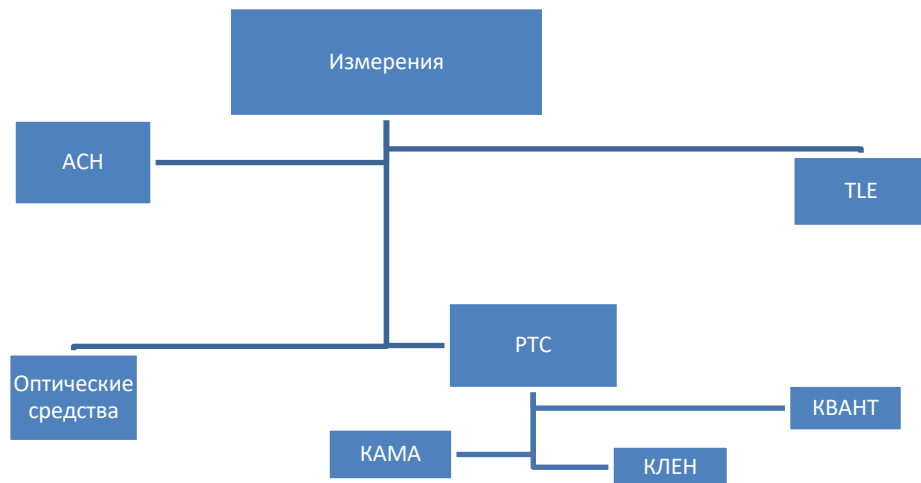 Измерения
АСН
TLE
РТС
Оптические
средства
КВАНТ
КАМА
КЛЕН